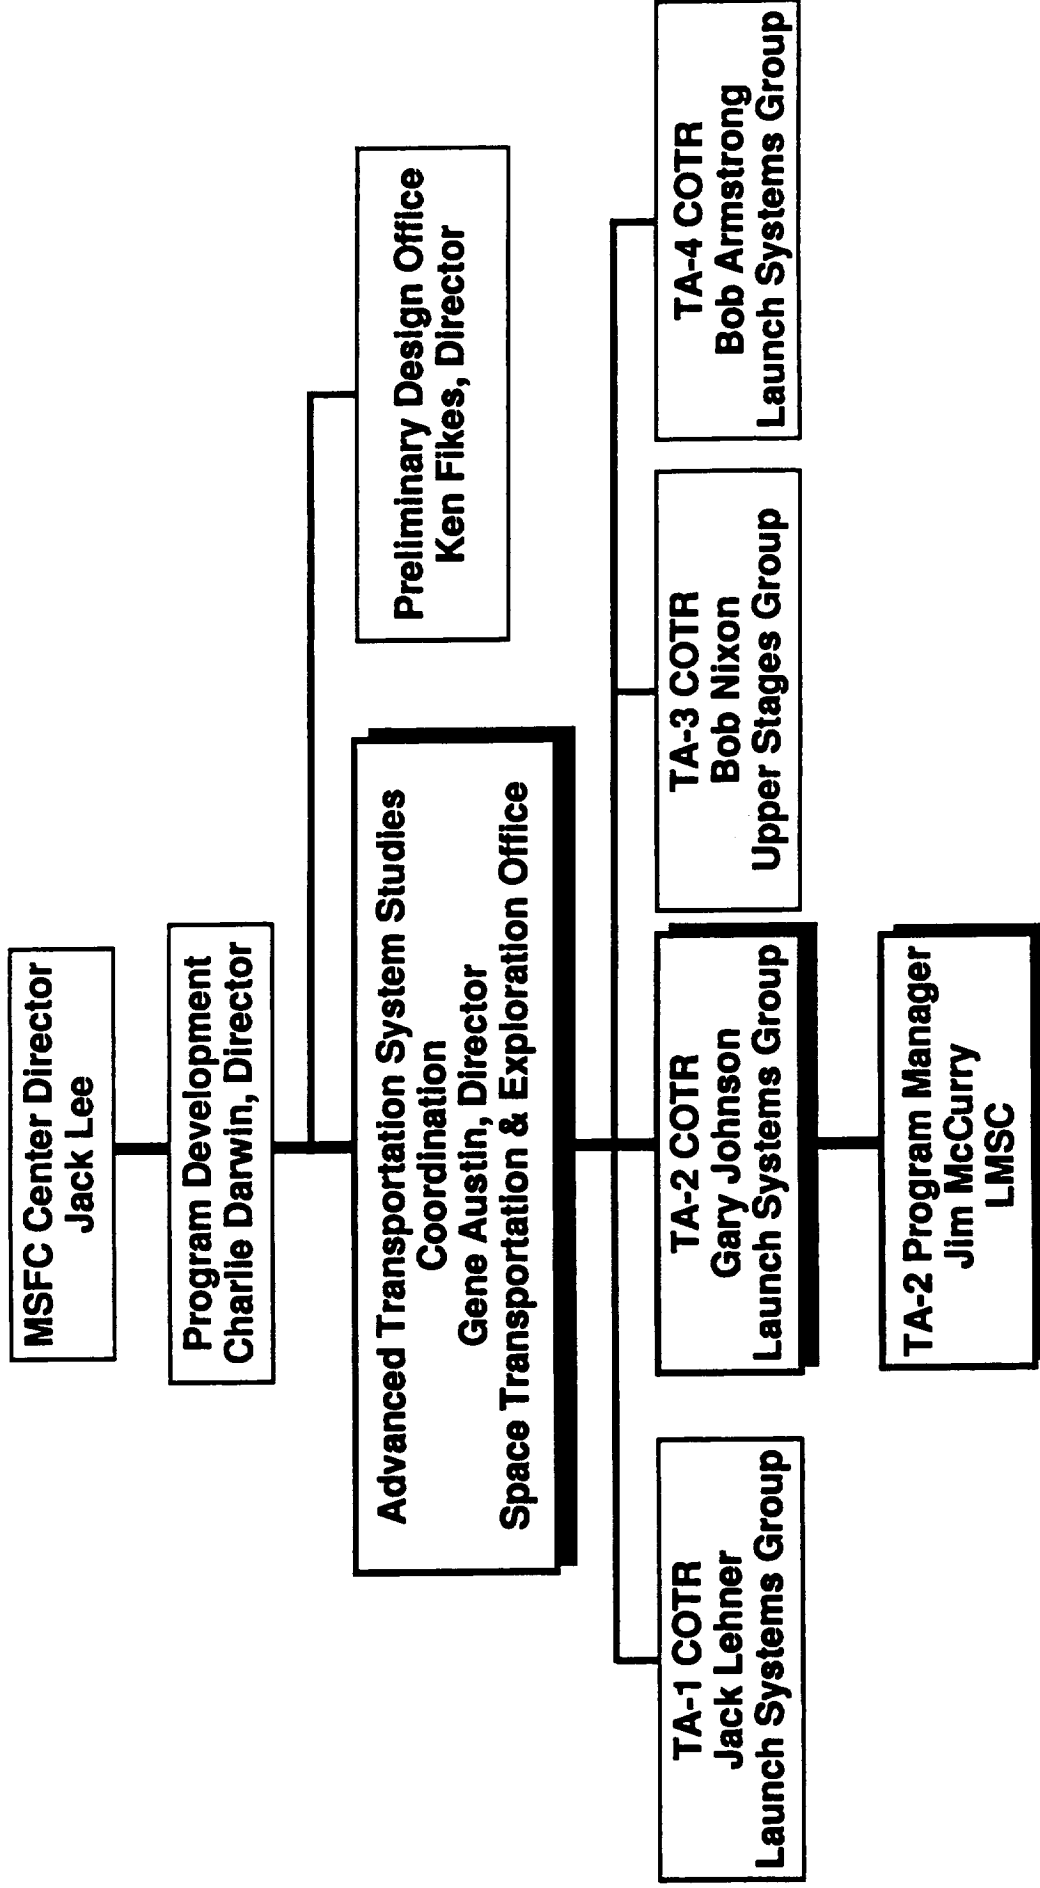 MSFC Center Director
Jack Lee
Program Development
Charlie Darwin, Director
Advanced Transportation System Studies
Coordination
Gene Austin, Director
Space Transportation & Exploration Office
Preliminary Design Office
Ken Fikes, Director
TA-1 COTR
Jack Lehner
Launch Systems Group
TA-2 COTR
Gary Johnson
Launch Systems Group
TA-3 COTR
Bob Nixon
Upper Stages Group
TA-4 COTR
Bob Armstrong
Launch Systems Group
TA-2 Program Manager
Jim McCurry
LMSC